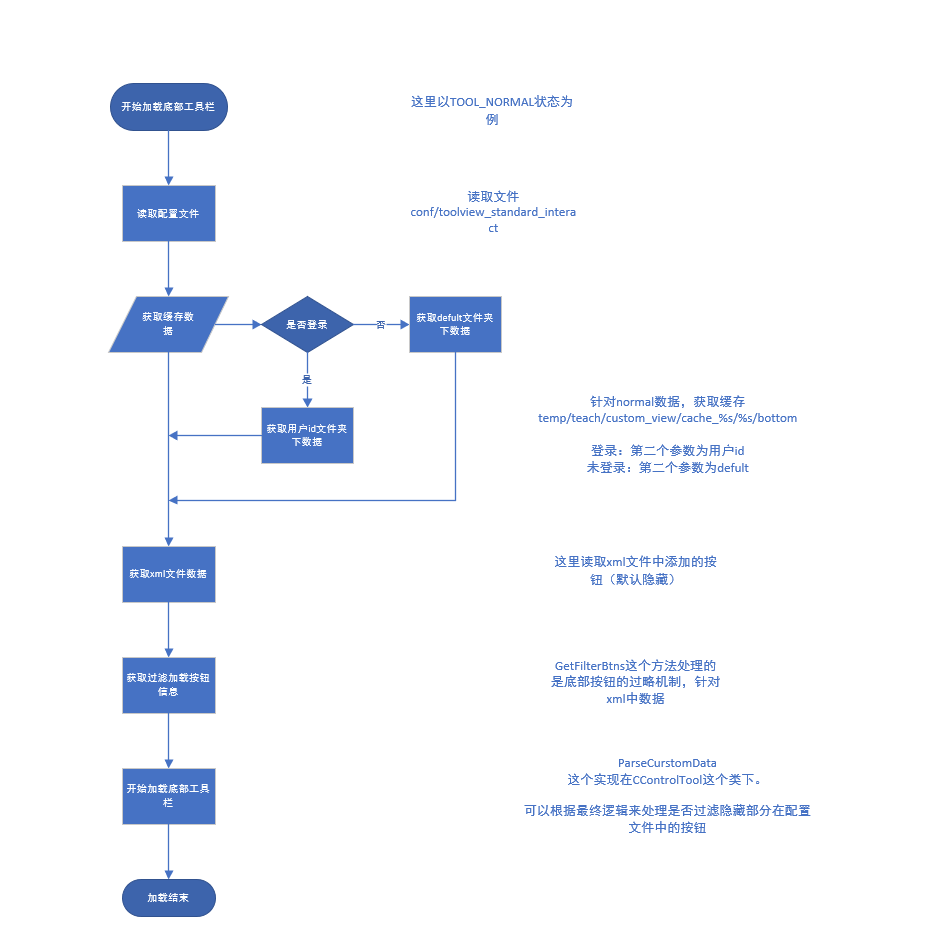 开始加载底部工具栏
这里以TOOL_NORMAL状态为
例
读取配置文件
读取文件
conf/toolview_standard_intera
ct
获取缓存数
据
是否登录
否
获取defult文件夹
下数据
是
获取用户id文件夹
下数据
针对normal数据，获取缓存
temp/teach/custom_view/cache_%s/%s/bottom
登录：第二个参数为用户id
未登录：第二个参数为defult
获取xml文件数据
这里读取xml文件中添加的按
钮（默认隐藏）
获取过滤加载按钮
信息
GetFilterBtns这个方法处理的
是底部按钮的过略机制，针对
xml中数据
开始加载底部工具
栏
ParseCurstomData
这个实现在CControlTool这个类下。
可以根据最终逻辑来处理是否过滤隐藏部分在配置
文件中的按钮
加载结束